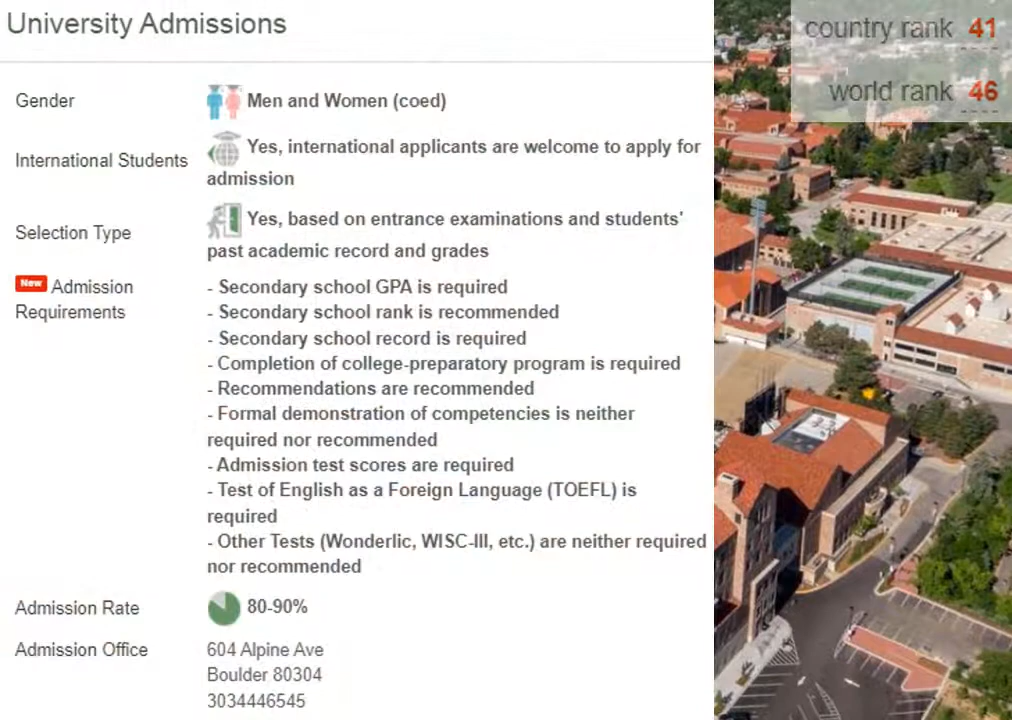 University Admissions
country rank 41
world rank 46
Gender
Men and Women (coed)
International Students
Yes, international applicants are welcome to apply for
admission
Selection Type
Yes, based on entrance examinations and students'
past academic record and grades
New Admission
Requirements
- Secondary school GPA is required
- Secondary school rank is recommended
- Secondary school record is required
- Completion of college-preparatory program is required
- Recommendations are recommended
- Formal demonstration of competencies is neither
required nor recommended
- Admission test scores are required
- Test of English as a Foreign Language (TOEFL) is
required
- Other Tests (Wonderlic, WISC-III, etc.) are neither required
nor recommended
Admission Rate
80-90%
Admission Office
604 Alpine Ave
Boulder 80304
3034446545